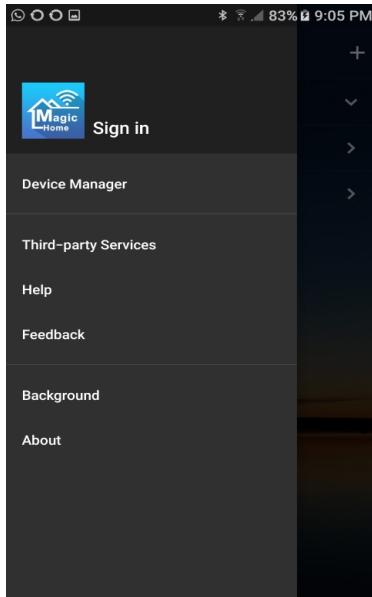 83% 9:05 PM
Magic
Home
Sign in
Device Manager
Third-party Services
Help
Feedback
Background
About